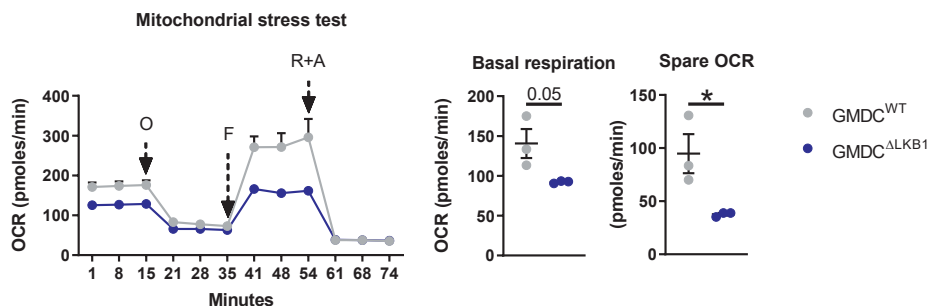 Mitochondrial stress test
OCR (pmoles/min)
400
300
200
100
0
O
F
R+A
1 8 15 21 28 35 41 48 54 61 68 74
Minutes
Basal respiration
OCR (pmoles/min)
200
150
100
50
0
0.05
Spare OCR
(pmoles/min)
150
100
50
0
*
GMDC^WT
GMDC^ΔLKB1